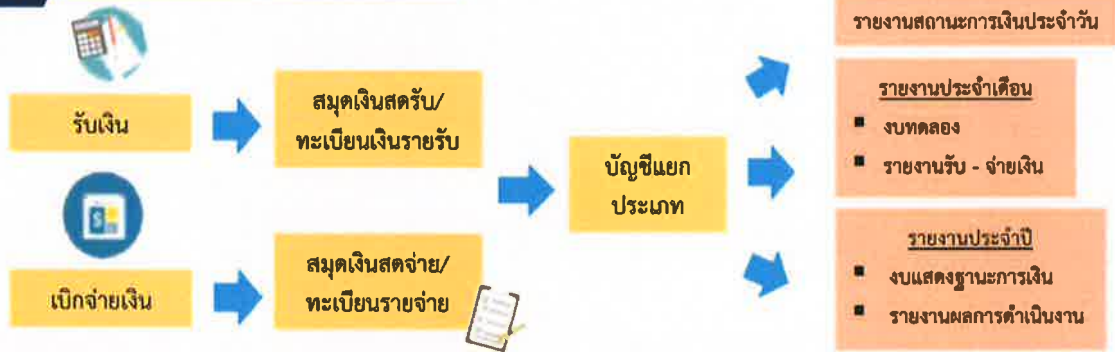 รับเงิน
สมุดเงินสดรับ/
ทะเบียนเงินรายรับ
เบิกจ่ายเงิน
สมุดเงินสดจ่าย/
ทะเบียนรายจ่าย
บัญชีแยก
ประเภท
รายงานสถานะการเงินประจำวัน
รายงานประจำเดือน
▪ งบทดลอง
▪ รายงานรับ - จ่ายเงิน
รายงานประจำปี
▪ งบแสดงฐานะการเงิน
▪ รายงานผลการดำเนินงาน